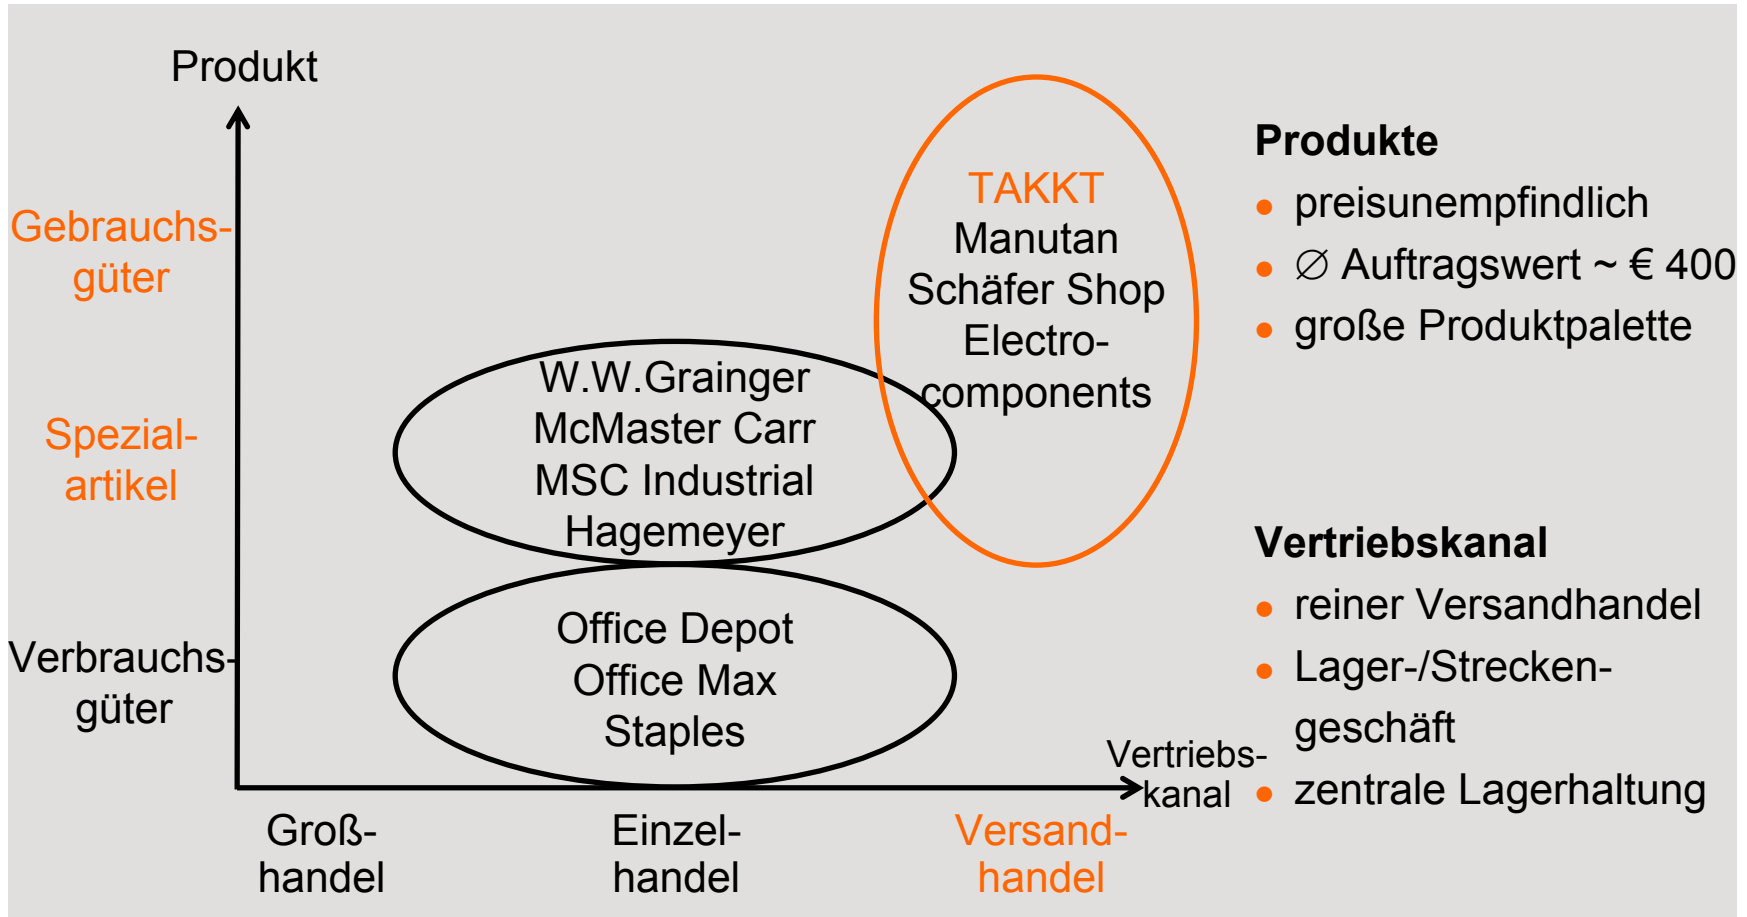 Produkt
Gebrauchs-
güter
Spezial-
artikel
Verbrauchs-
güter
TAKKT
Manutan
Schäfer Shop
Electro-
components
W.W.Grainger
McMaster Carr
MSC Industrial
Hagemeyer
Office Depot
Office Max
Staples
Vertriebs-
kanal
Groß-
handel
Einzel-
handel
Versand-
handel
Produkte
• preisunempfindlich
• ∅ Auftragswert ~ € 400
• große Produktpalette
Vertriebskanal
• reiner Versandhandel
• Lager-/Strecken-
geschäft
• zentrale Lagerhaltung